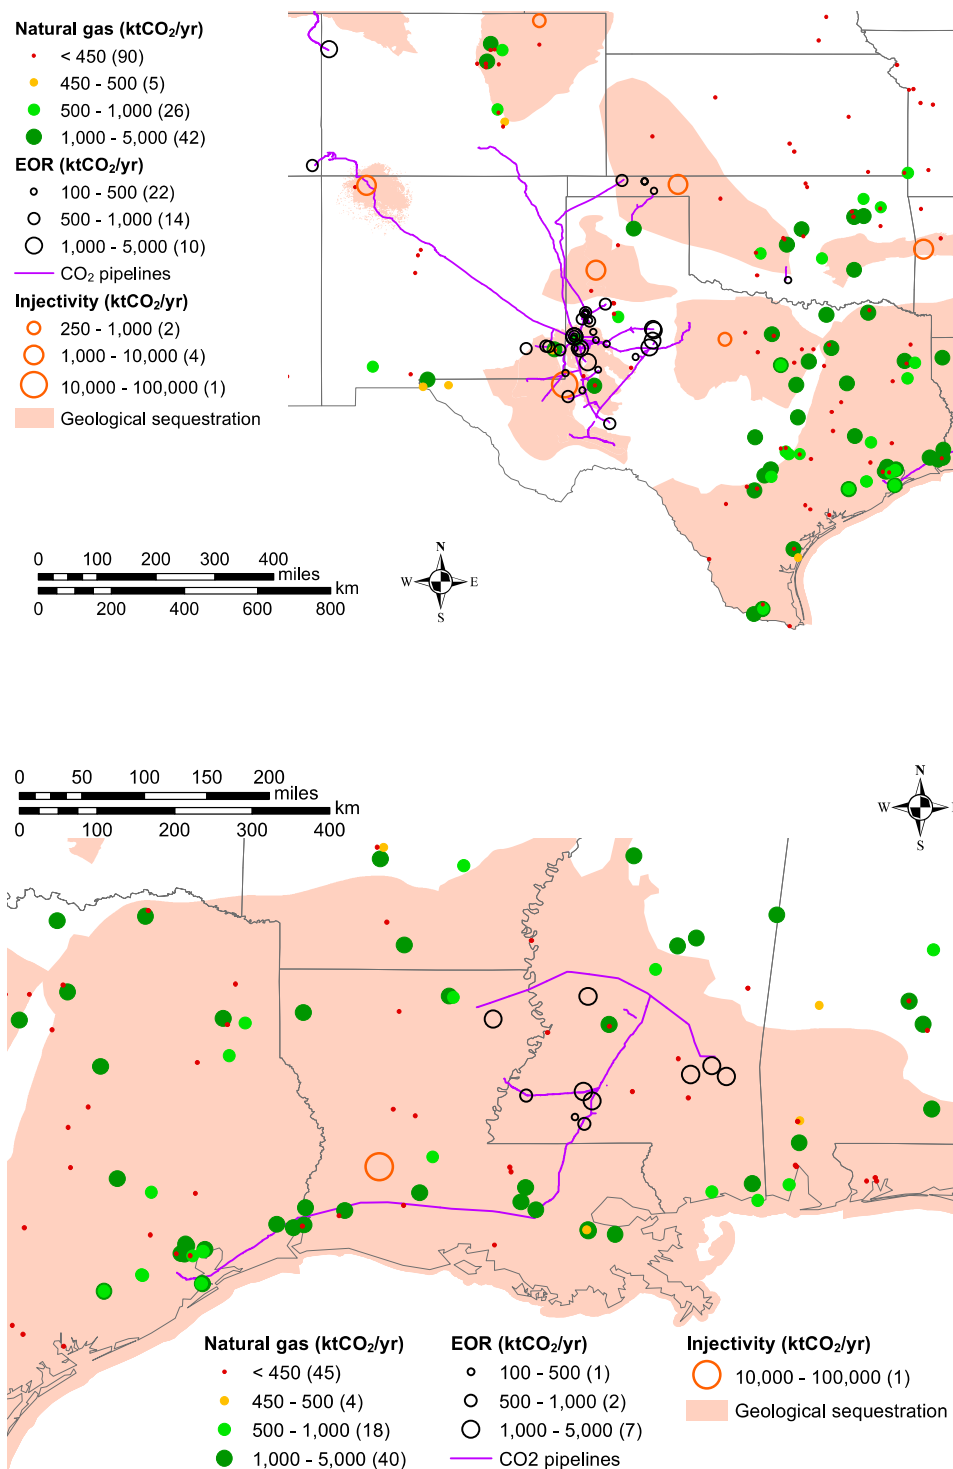 Natural gas (ktCO₂/yr)
< 450 (90)
450 - 500 (5)
500 - 1,000 (26)
1,000 - 5,000 (42)
EOR (ktCO₂/yr)
100 - 500 (22)
500 - 1,000 (14)
1,000 - 5,000 (10)
CO₂ pipelines
Injectivity (ktCO₂/yr)
250 - 1,000 (2)
1,000 - 10,000 (4)
10,000 - 100,000 (1)
Geological sequestration
0 100 200 300 400
miles
km
0 200 400 600 800
N
W E
S
0 50 100 150 200
miles
km
0 100 200 300 400
N
W
S
Natural gas (ktCO₂/yr)
< 450 (45)
450 - 500 (4)
500 - 1,000 (18)
1,000 - 5,000 (40)
EOR (ktCO₂/yr)
100 - 500 (1)
500 - 1,000 (2)
1,000 - 5,000 (7)
CO2 pipelines
Injectivity (ktCO₂/yr)
10,000 - 100,000 (1)
Geological sequestration